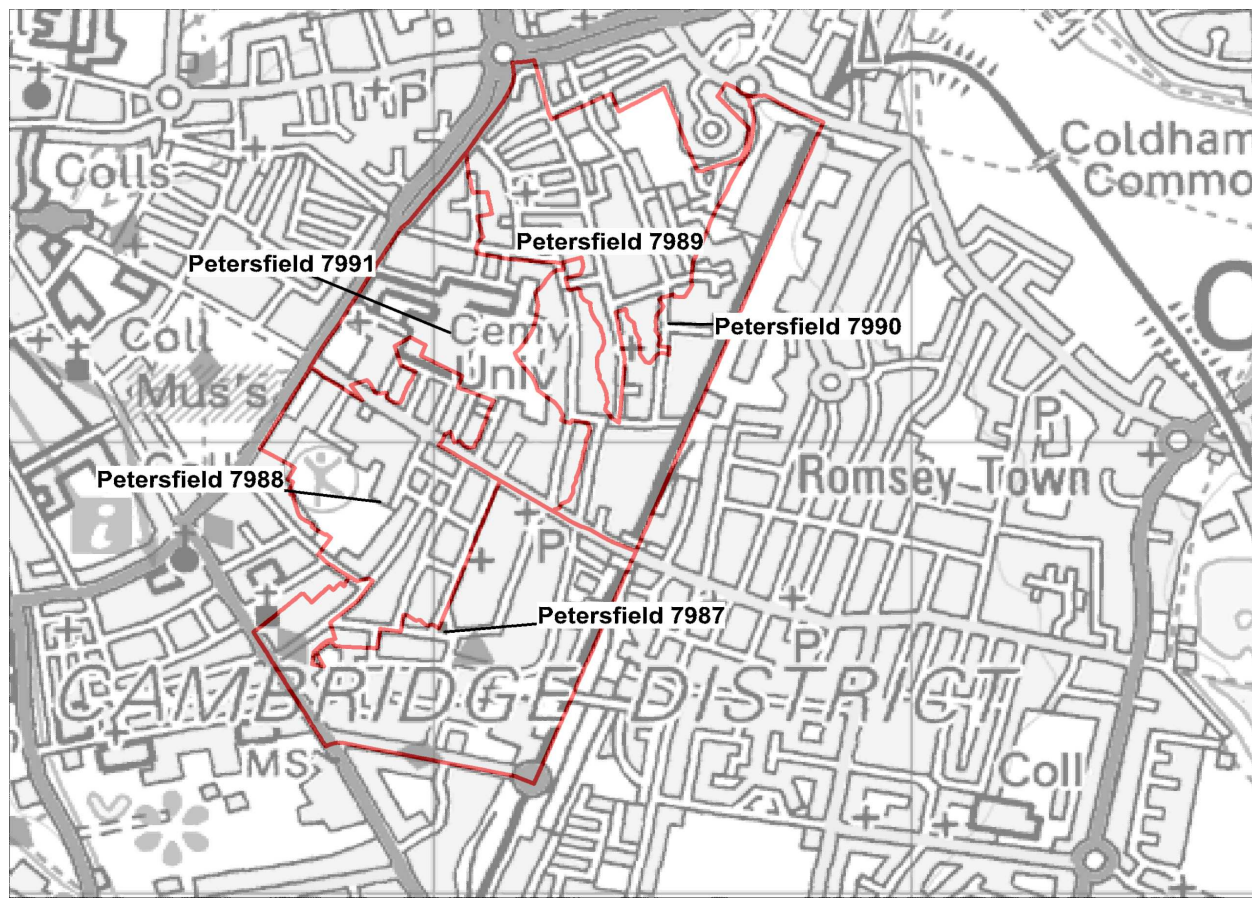 P
Colls
Coldham
Commo
Petersfield 7989
Petersfield 7991
C
Coll
Cemy
Univ
Petersfield 7990
Mus's
P
Petersfield 7988
Romsey Town
i
P
Petersfield 7987
P
CAMBRIDGE DISTRICT
MS
Coll